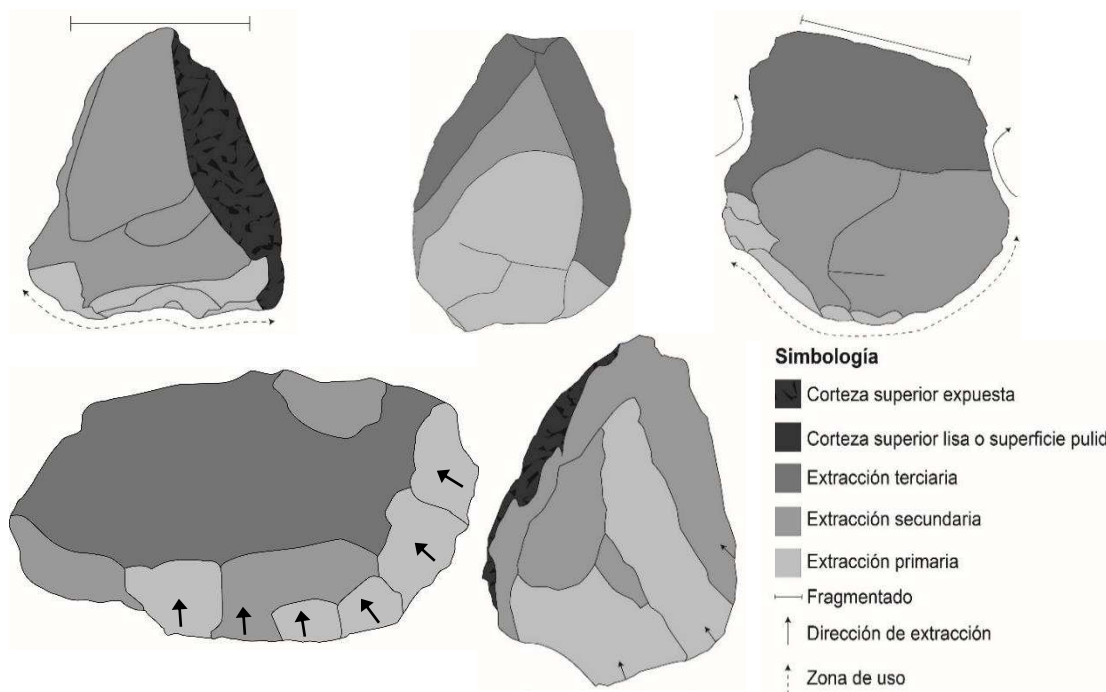 Simbología
Corteza superior expuesta
Corteza superior lisa o superficie pulid
Extracción terciaria
Extracción secundaria
Extracción primaria
Fragmentado
Dirección de extracción
Zona de uso